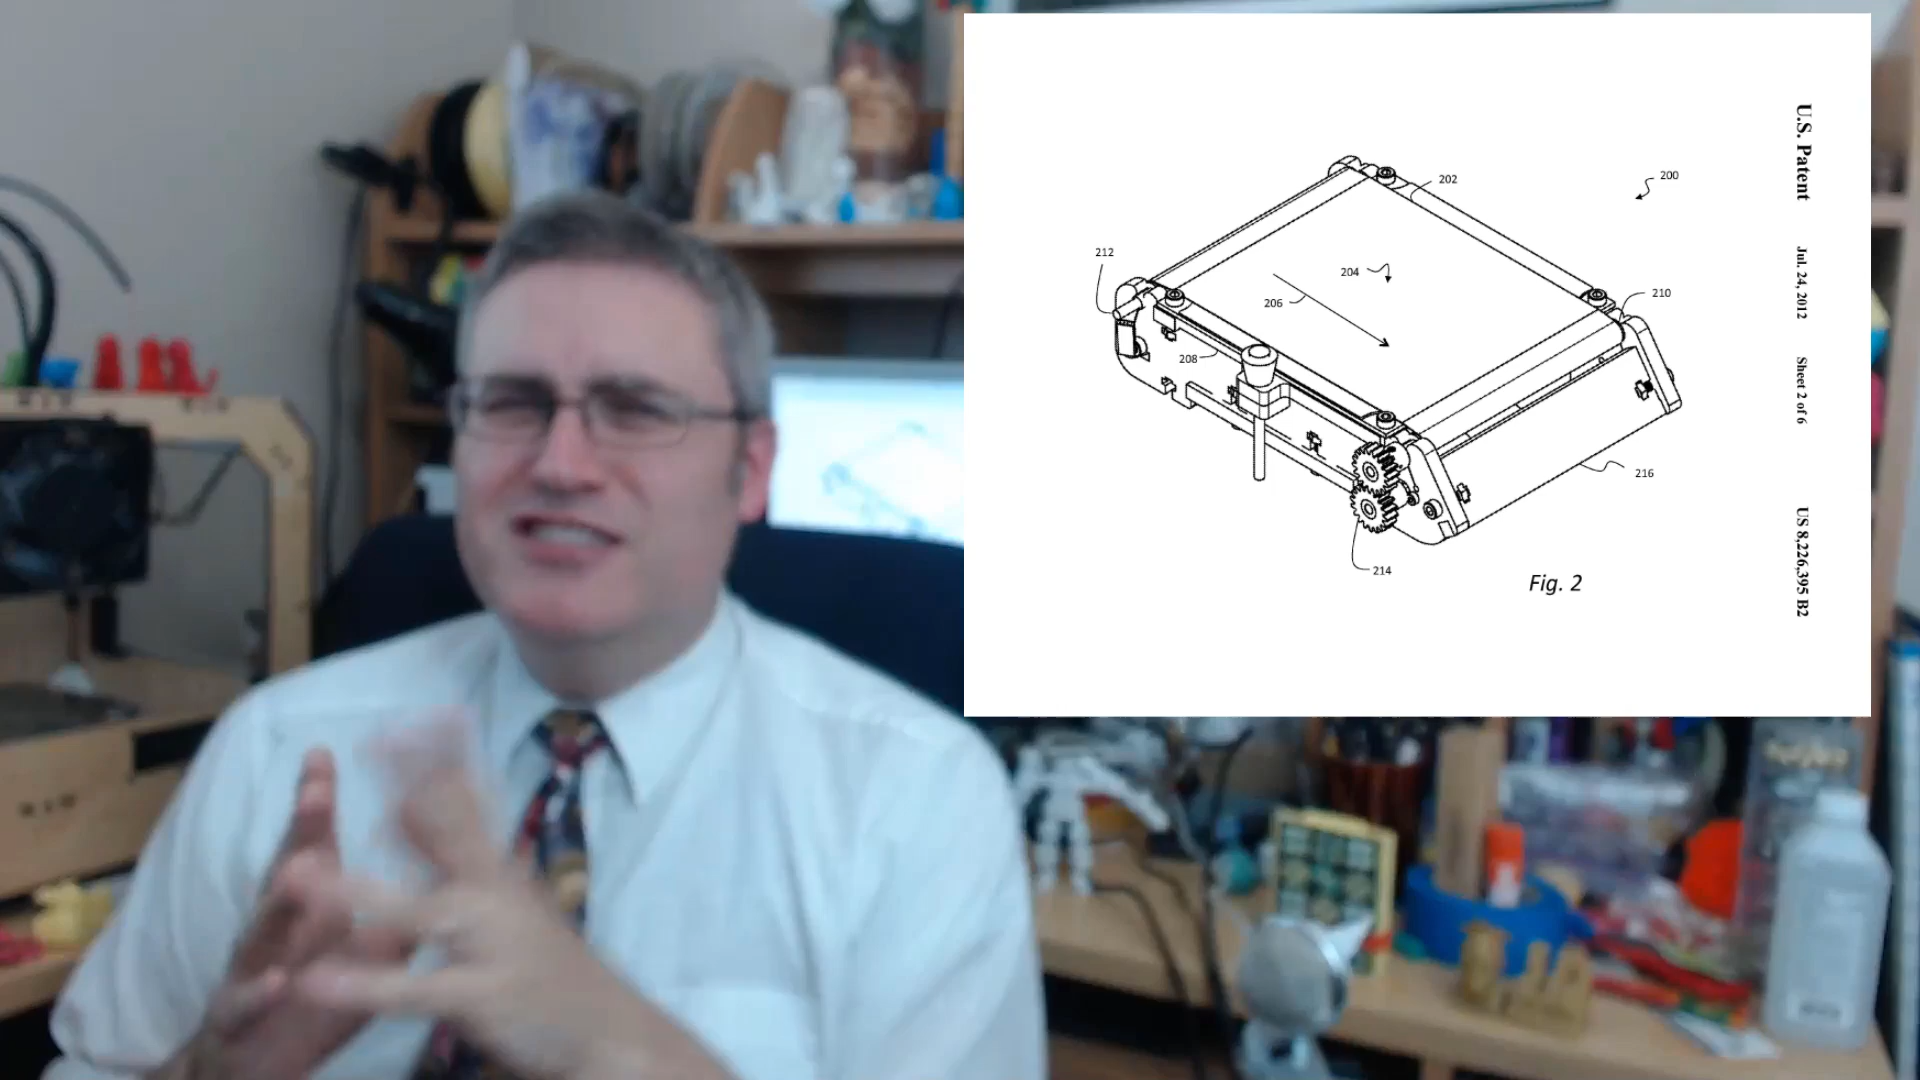 200
202
212
204
210
206
208
216
214
Fig. 2
U.S. Patent
Jul. 24, 2012
Sheet 2 of 6
US 8,226,395 B2